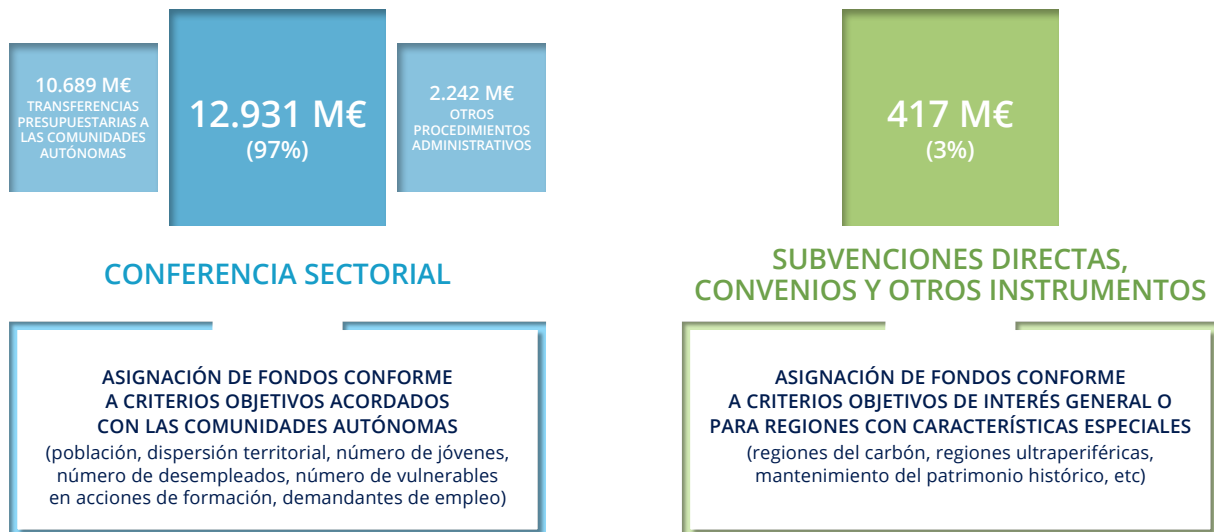 10.689 M€
TRANSFERENCIAS
PRESUPUESTARIAS A
LAS COMUNIDADES
AUTÓNOMAS
12.931 M€
(97%)
2.242 M€
OTROS
PROCEDIMIENTOS
ADMINISTRATIVOS
CONFERENCIA SECTORIAL
ASIGNACIÓN DE FONDOS CONFORME
A CRITERIOS OBJETIVOS ACORDADOS
CON LAS COMUNIDADES AUTÓNOMAS
(población, dispersión territorial, número de jóvenes,
número de desempleados, número de vulnerables
en acciones de formación, demandantes de empleo)
417 M€
(3%)
SUBVENCIONES DIRECTAS,
CONVENIOS Y OTROS INSTRUMENTOS
ASIGNACIÓN DE FONDOS CONFORME
A CRITERIOS OBJETIVOS DE INTERÉS GENERAL O
PARA REGIONES CON CARACTERÍSTICAS ESPECIALES
(regiones del carbón, regiones ultraperiféricas,
mantenimiento del patrimonio histórico, etc)